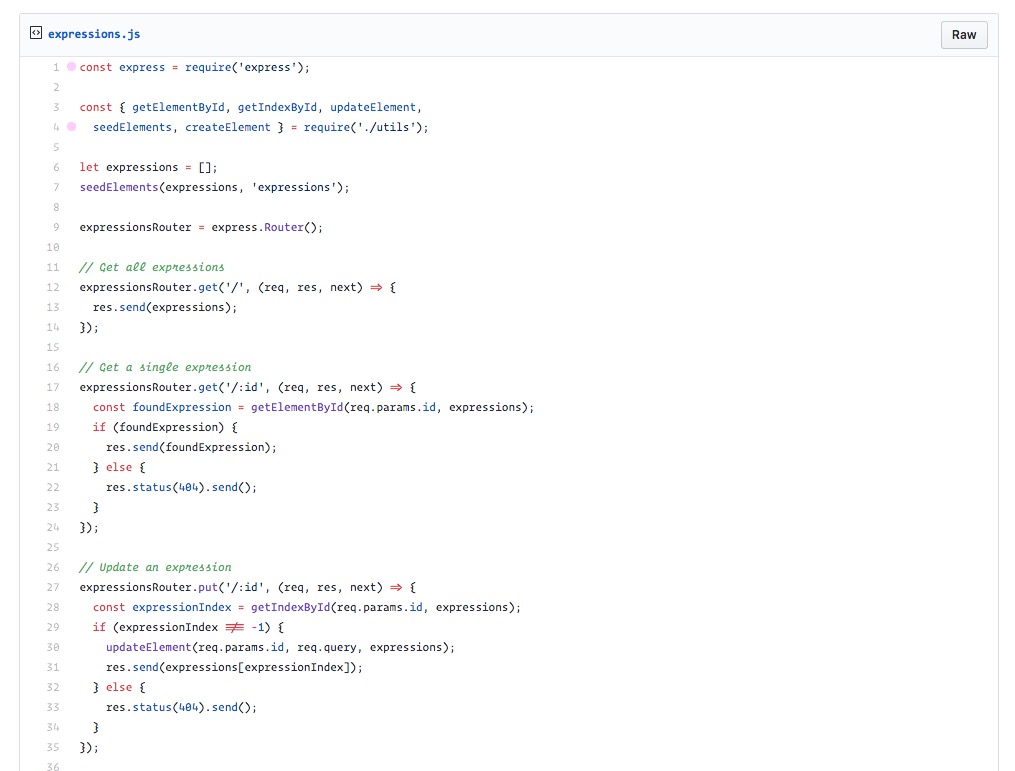 expressions.js
Raw
1 const express = require('express');
2
3 const { getElementById, getIndexById, updateElement,
4   seedElements, createElement } = require('./utils');
5
6 let expressions = [];
7 seedElements(expressions, 'expressions');
8
9 expressionsRouter = express.Router();
10
11 // Get all expressions
12 expressionsRouter.get('/', (req, res, next) => {
13   res.send(expressions);
14 });
15
16 // Get a single expression
17 expressionsRouter.get('/:id', (req, res, next) => {
18   const foundExpression = getElementById(req.params.id, expressions);
19   if (foundExpression) {
20     res.send(foundExpression);
21   } else {
22     res.status(404).send();
23   }
24 });
25
26 // Update an expression
27 expressionsRouter.put('/:id', (req, res, next) => {
28   const expressionIndex = getIndexById(req.params.id, expressions);
29   if (expressionIndex !== -1) {
30     updateElement(req.params.id, req.query, expressions);
31     res.send(expressions[expressionIndex]);
32   } else {
33     res.status(404).send();
34   }
35 });
36